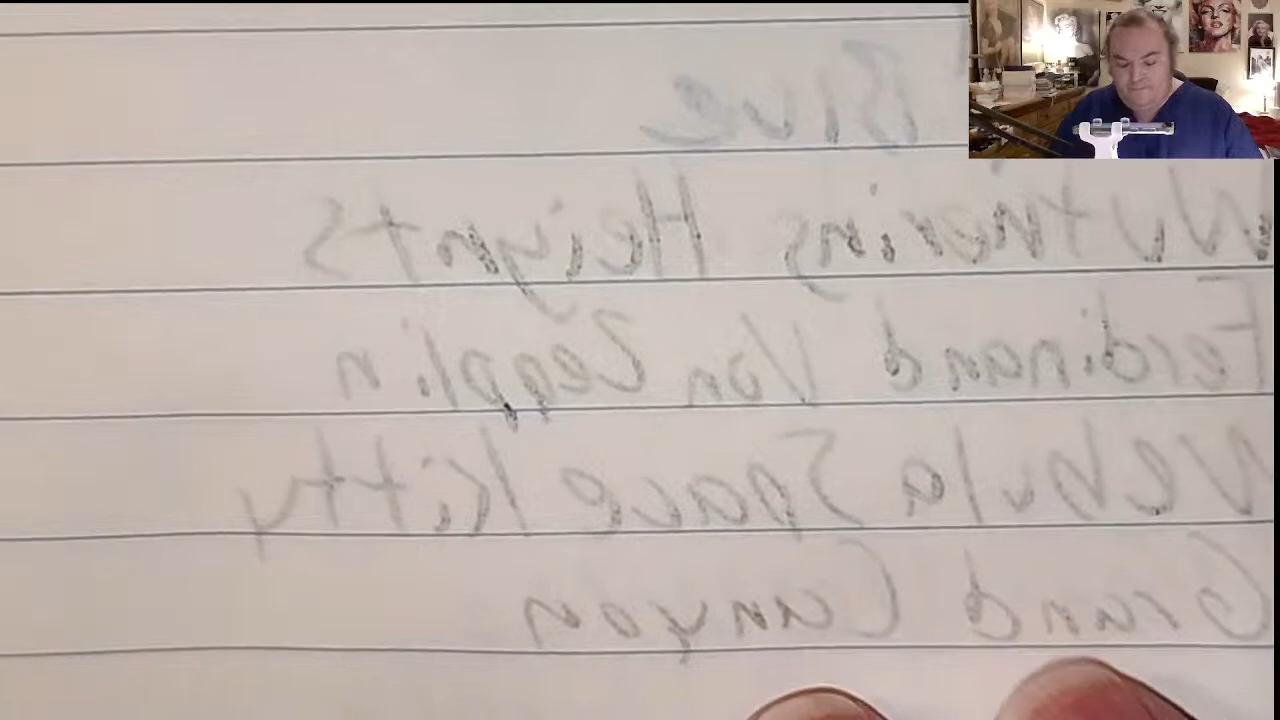 Blue
Wuthering Heights
Ferdinand Von Zepplin
Nebula Space Kitty
Grand Canyon